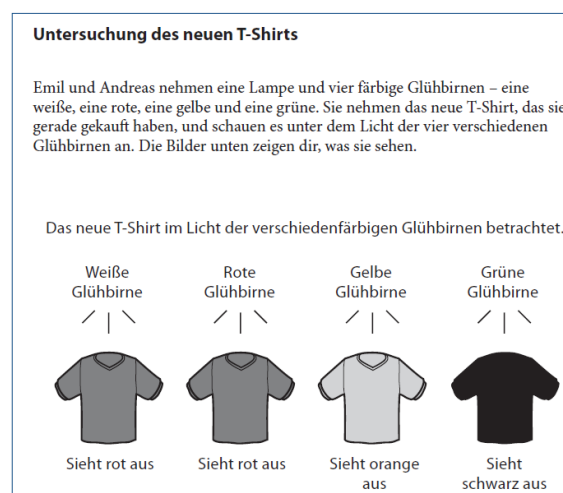 Untersuchung des neuen T-Shirts
Emil und Andreas nehmen eine Lampe und vier färbige Glühbirnen – eine
weiße, eine rote, eine gelbe und eine grüne. Sie nehmen das neue T-Shirt, das sie
gerade gekauft haben, und schauen es unter dem Licht der vier verschiedenen
Glühbirnen an. Die Bilder unten zeigen dir, was sie sehen.
Das neue T-Shirt im Licht der verschiedenfärbigen Glühbirnen betrachtet.
Weiße Glühbirne
Rote Glühbirne
Gelbe Glühbirne
Grüne Glühbirne
Sieht rot aus
Sieht rot aus
Sieht orange aus
Sieht schwarz aus